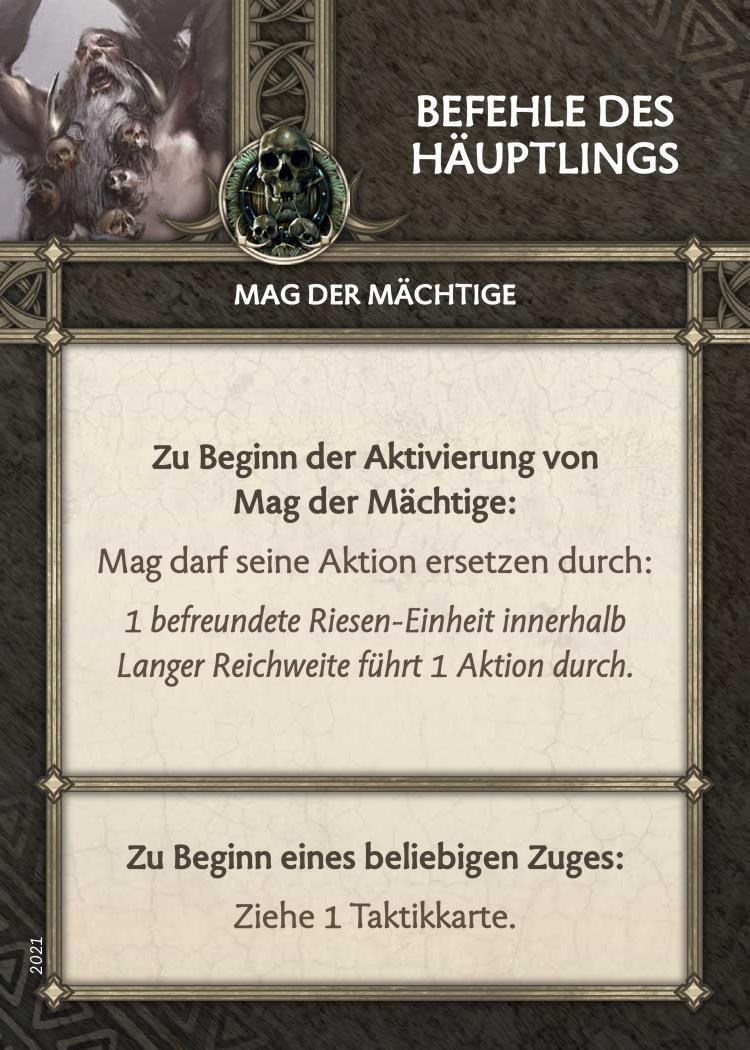 BEFEHLE DES
HÄUPTLINGS
MAG DER MÄCHTIGE
Zu Beginn der Aktivierung von
Mag der Mächtige:
Mag darf seine Aktion ersetzen durch:
1 befreundete Riesen-Einheit innerhalb
Langer Reichweite führt 1 Aktion durch.
Zu Beginn eines beliebigen Zuges:
Ziehe 1 Taktikkarte.
2021